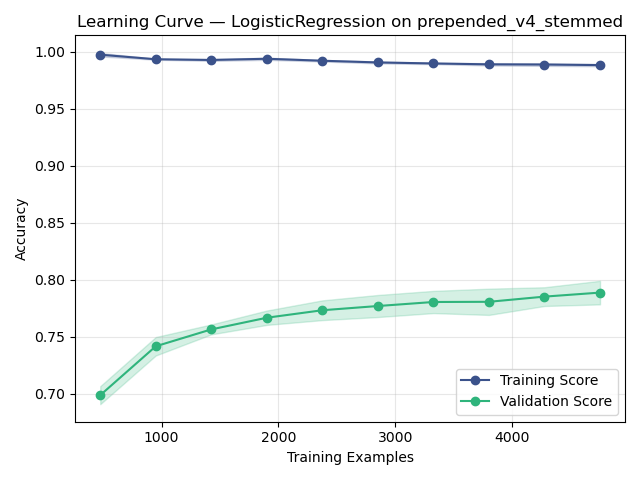 Learning Curve — LogisticRegression on prepended_v4_stemmed
1.00
0.95
0.90
0.85
0.80
0.75
0.70
Accuracy
1000
2000
3000
4000
Training Examples
Training Score
Validation Score